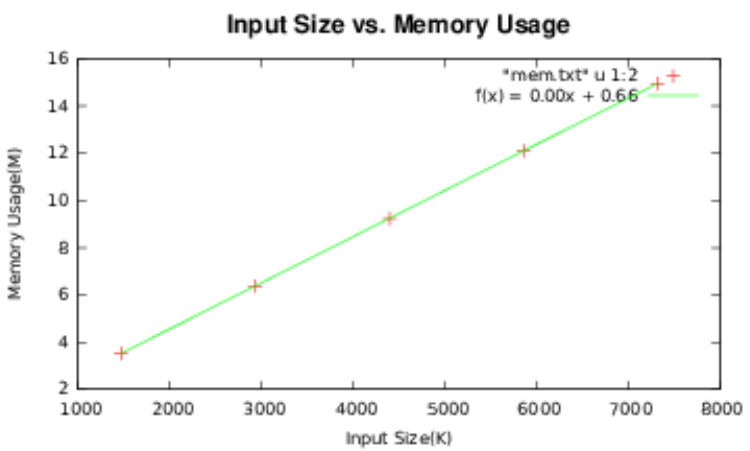 Input Size vs. Memory Usage
16
14
12
10
8
6
4
2
Memory Usage(M)
"mem.txt" u 1:2
f(x) = 0.00x + 0.66
1000 2000 3000 4000 5000 6000 7000 8000
Input Size(K)